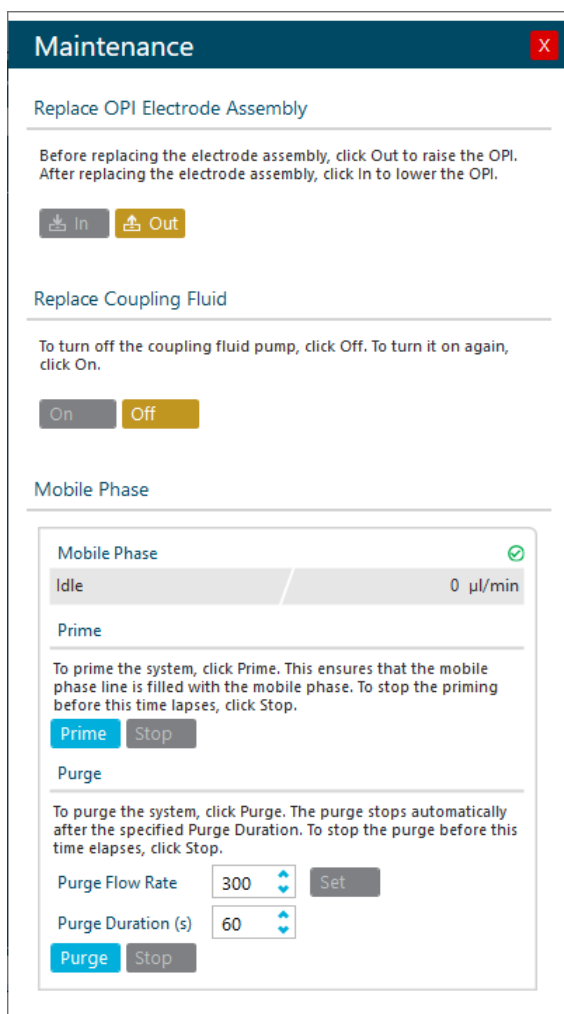 Maintenance
X
Replace OPI Electrode Assembly
Before replacing the electrode assembly, click Out to raise the OPI.
After replacing the electrode assembly, click In to lower the OPI.
In Out
Replace Coupling Fluid
To turn off the coupling fluid pump, click Off. To turn it on again,
click On.
On Off
Mobile Phase
Mobile Phase
Idle 0 µl/min
Prime
To prime the system, click Prime. This ensures that the mobile
phase line is filled with the mobile phase. To stop the priming
before this time lapses, click Stop.
Prime Stop
Purge
To purge the system, click Purge. The purge stops automatically
after the specified Purge Duration. To stop the purge before this
time elapses, click Stop.
Purge Flow Rate 300 Set
Purge Duration (s) 60
Purge Stop